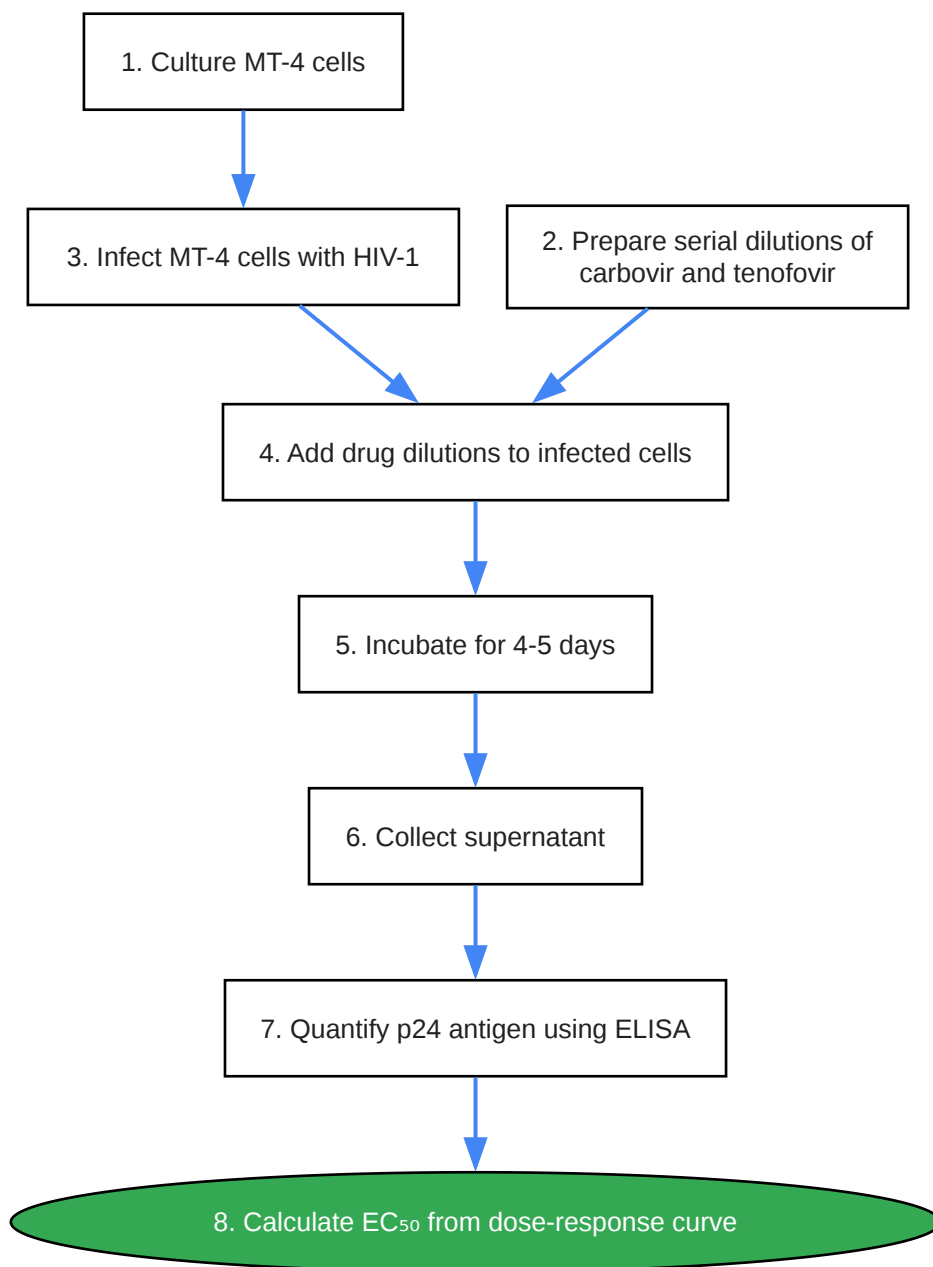 1. Culture MT-4 cells
3. Infect MT-4 cells with HIV-1
2. Prepare serial dilutions of
carbovir and tenofovir
4. Add drug dilutions to infected cells
5. Incubate for 4-5 days
6. Collect supernatant
7. Quantify p24 antigen using ELISA
8. Calculate EC₅₀ from dose-response curve